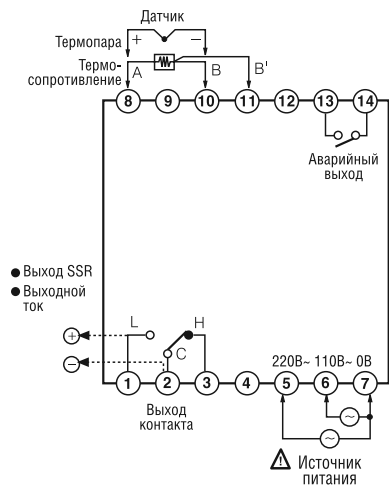 Датчик
Термопара + −
Термо-
сопротивление
A B B'
8 9 10 11 12 13 14
Аварийный
выход
● Выход SSR
● Выходной
ток
L H
+
C
−
220В~ 110В~ 0В
1 2 3 4 5 6 7
Выход
контакта
~
~
⚠ Источник
питания